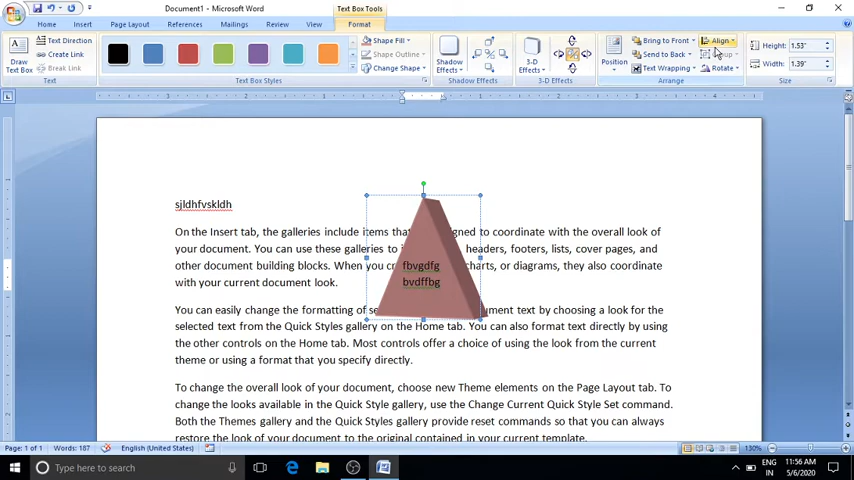 Document1 - Microsoft Word
Text Box Tools
Home Insert Page Layout References Mailings Review View Format
Draw Text Box
Text Direction
Create Link
Break Link
Text
Text Box Styles
Shape Fill
Shape Outline
Change Shape
Shadow Effects
Shadow Effects
3-D Effects
3-D Effects
Position
Bring to Front
Send to Back
Text Wrapping
Align
Rotate
Arrange
Height: 1.53"
Width: 1.39"
Size
sjldhfvskldh
On the Insert tab, the galleries include items that igned to coordinate with the overall look of
your document. You can use these galleries to i headers, footers, lists, cover pages, and
other document building blocks. When you cr charts, or diagrams, they also coordinate
with your current document look.
fbvgdfg
bvdffbg
You can easily change the formatting of se ument text by choosing a look for the
selected text from the Quick Styles gallery on the Home tab. You can also format text directly by using
the other controls on the Home tab. Most controls offer a choice of using the look from the current
theme or using a format that you specify directly.
To change the overall look of your document, choose new Theme elements on the Page Layout tab. To
change the looks available in the Quick Style gallery, use the Change Current Quick Style Set command.
Both the Themes gallery and the Quick Styles gallery provide reset commands so that you can always
restore the look of your document to the original contained in your current template.
Page: 1 of 1 Words: 187 English (United States) 130%
Type here to search
ENG
IN
11:56 AM
5/6/2020